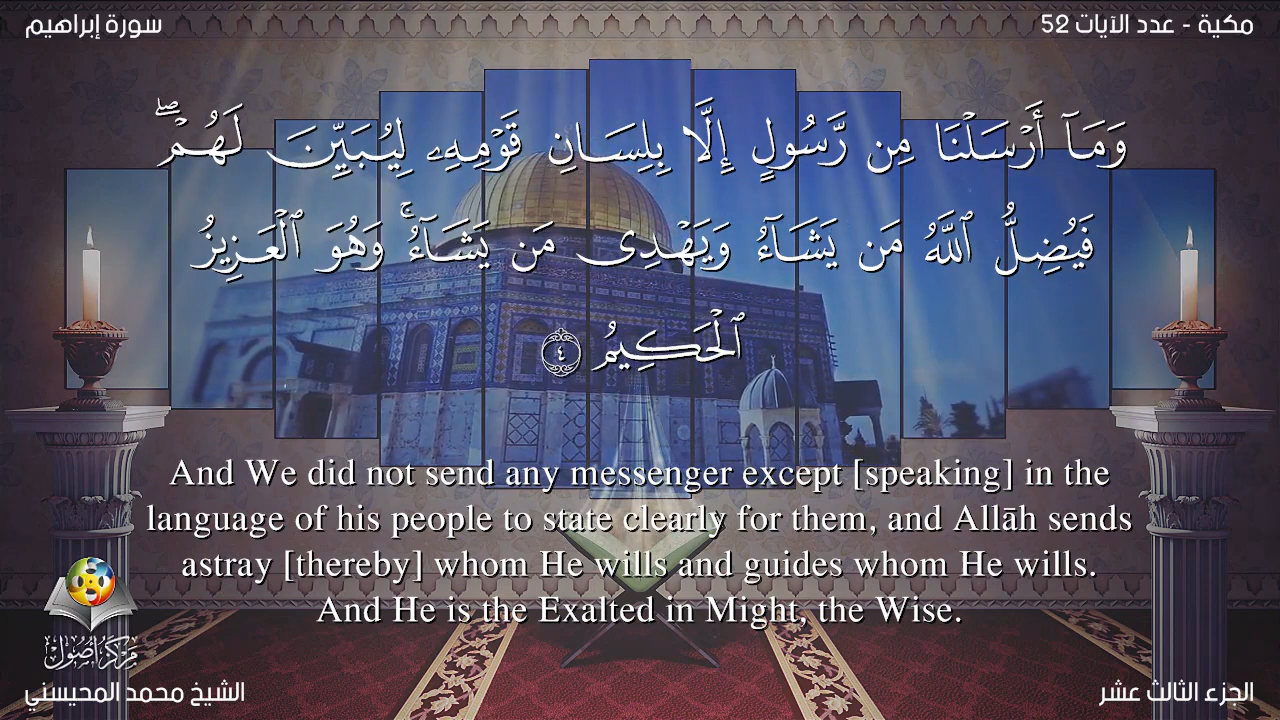 سورة إبراهيم
مكية - عدد الآيات 52
وَمَآ أَرْسَلْنَا مِن رَّسُولٍ إِلَّا بِلِسَانِ قَوْمِهِۦ لِيُبَيِّنَ لَهُمْ ۖ
فَيُضِلُّ ٱللَّهُ مَن يَشَآءُ وَيَهْدِى مَن يَشَآءُ ۚ وَهُوَ ٱلْعَزِيزُ
ٱلْحَكِيمُ ٤
And We did not send any messenger except [speaking] in the
language of his people to state clearly for them, and Allāh sends
astray [thereby] whom He wills and guides whom He wills.
And He is the Exalted in Might, the Wise.
مركز أصول
الشيخ محمد المحيسني
الجزء الثالث عشر